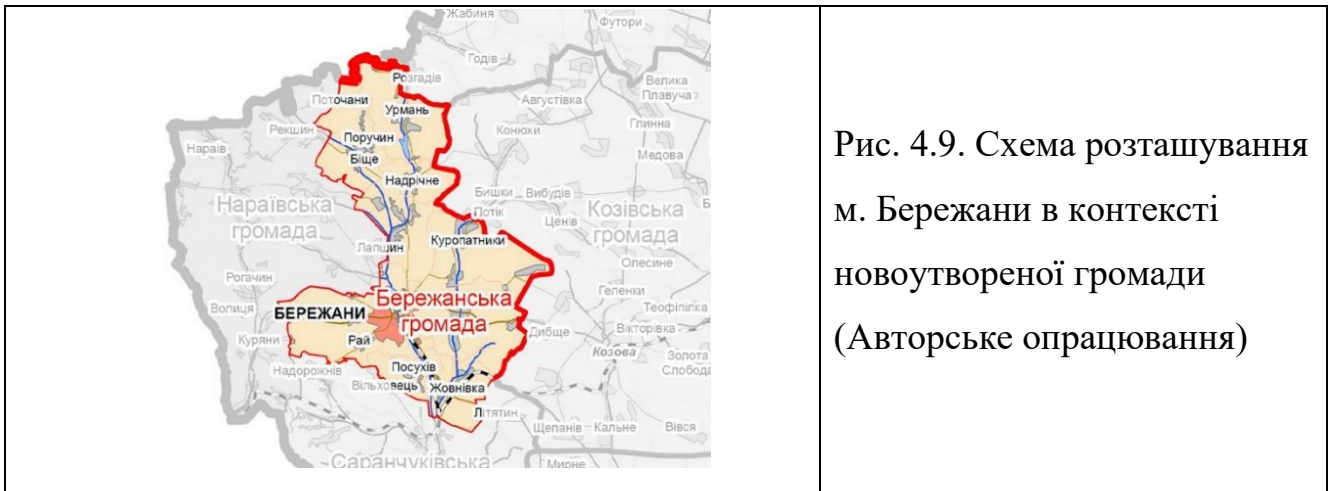 Жабиня
Футори
Годів
Розгадів
Велика
Плавуча
Поточани
Урмань
Августівка
Рекшин
Конюхи
Глинна
Нараїв
Поручин
Біще
Медова
Надрічне
Бишки
Вибудів
Нараївська
громада
Потік
Козівська
громада
Ценів
Лапшин
Куропатники
Олесине
Рогачин
Геленки
Бережанська
громада
Теофіпілка
Волиця
БЕРЕЖАНИ
Дибще
Вікторівка
Куряни
Рай
Козова
Золота
Слобода
Надорожнів
Посухів
Вільховець
Жовнівка
Літятин
Щепанів
Кальне
Вівся
Саранчуківська
Мирне
Рис. 4.9. Схема розташування
м. Бережани в контексті
новоутвореної громади
(Авторське опрацювання)